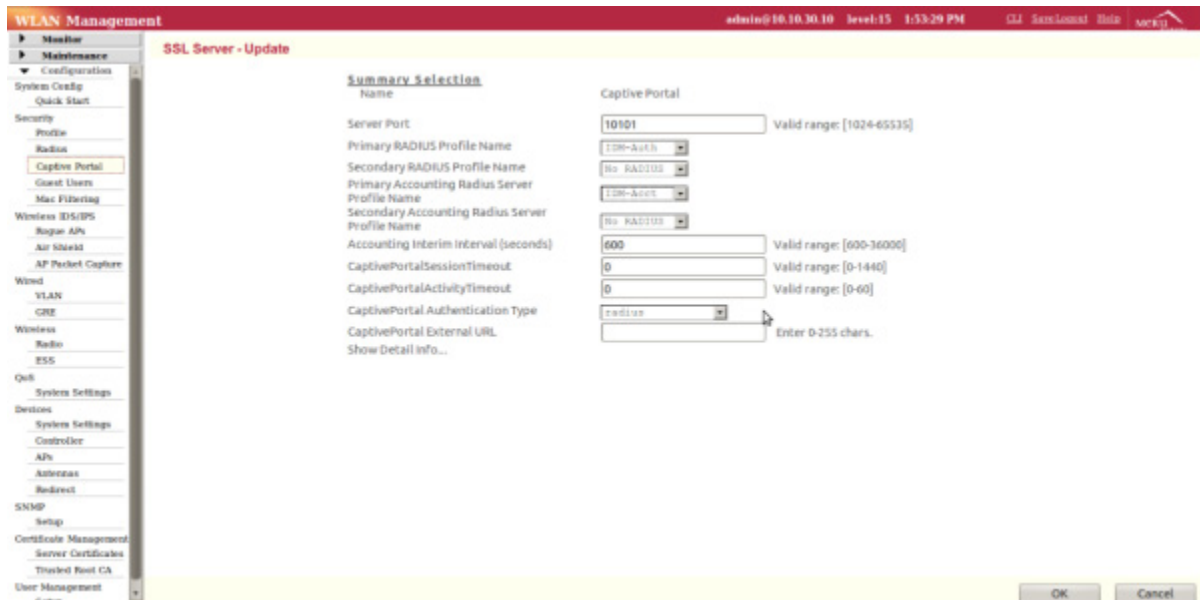 WLAN Management
admin@10.10.30.10 level:15 1:53:29 PM
CLI Save Logout Help
MERU
Monitor
Maintenance
Configuration
System Config
Quick Start
Security
Profile
Radius
Captive Portal
Guest Users
Mac Filtering
Wireless IDS/IPS
Rogue APs
Air Shield
AP Packet Capture
Wired
VLAN
GRE
Wireless
Radio
ESS
QoS
System Settings
Devices
System Settings
Controller
APs
Antennas
Redirect
SNMP
Setup
Certificate Management
Server Certificates
Trusted Root CA
User Management
SSL Server - Update
Summary Selection
Name Captive Portal
Server Port 10101 Valid range: [1024-65535]
Primary RADIUS Profile Name IDM-Auth
Secondary RADIUS Profile Name No RADIUS
Primary Accounting Radius Server
Profile Name IDM-Acct
Secondary Accounting Radius Server
Profile Name No RADIUS
Accounting Interim Interval (seconds) 600 Valid range: [600-36000]
CaptivePortalSessionTimeout 0 Valid range: [0-1440]
CaptivePortalActivityTimeout 0 Valid range: [0-60]
CaptivePortal Authentication Type radius
CaptivePortal External URL Enter 0-255 chars.
Show Detail Info...
OK Cancel